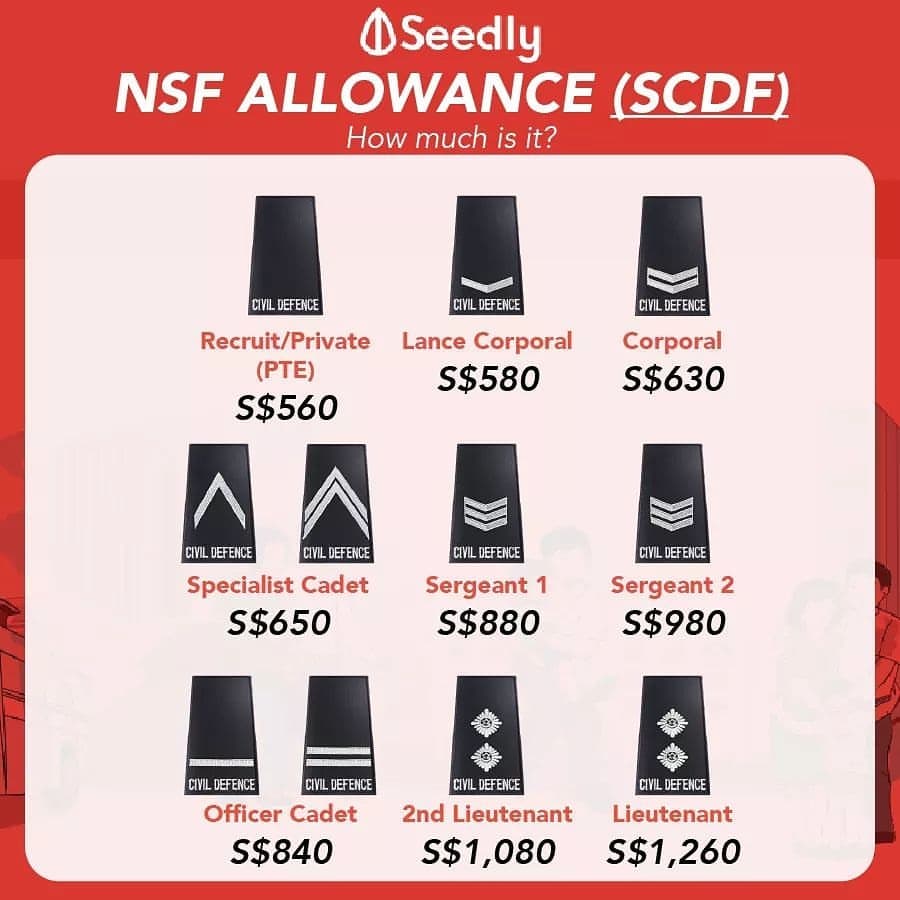 Seedly
NSF ALLOWANCE (SCDF)
How much is it?
CIVIL DEFENCE
CIVIL DEFENCE
CIVIL DEFENCE
Recruit/Private
(PTE)
S$560
Lance Corporal
S$580
Corporal
S$630
CIVIL DEFENCE
CIVIL DEFENCE
CIVIL DEFENCE
CIVIL DEFENCE
Specialist Cadet
S$650
Sergeant 1
S$880
Sergeant 2
S$980
CIVIL DEFENCE
CIVIL DEFENCE
CIVIL DEFENCE
CIVIL DEFENCE
Officer Cadet
S$840
2nd Lieutenant
S$1,080
Lieutenant
S$1,260